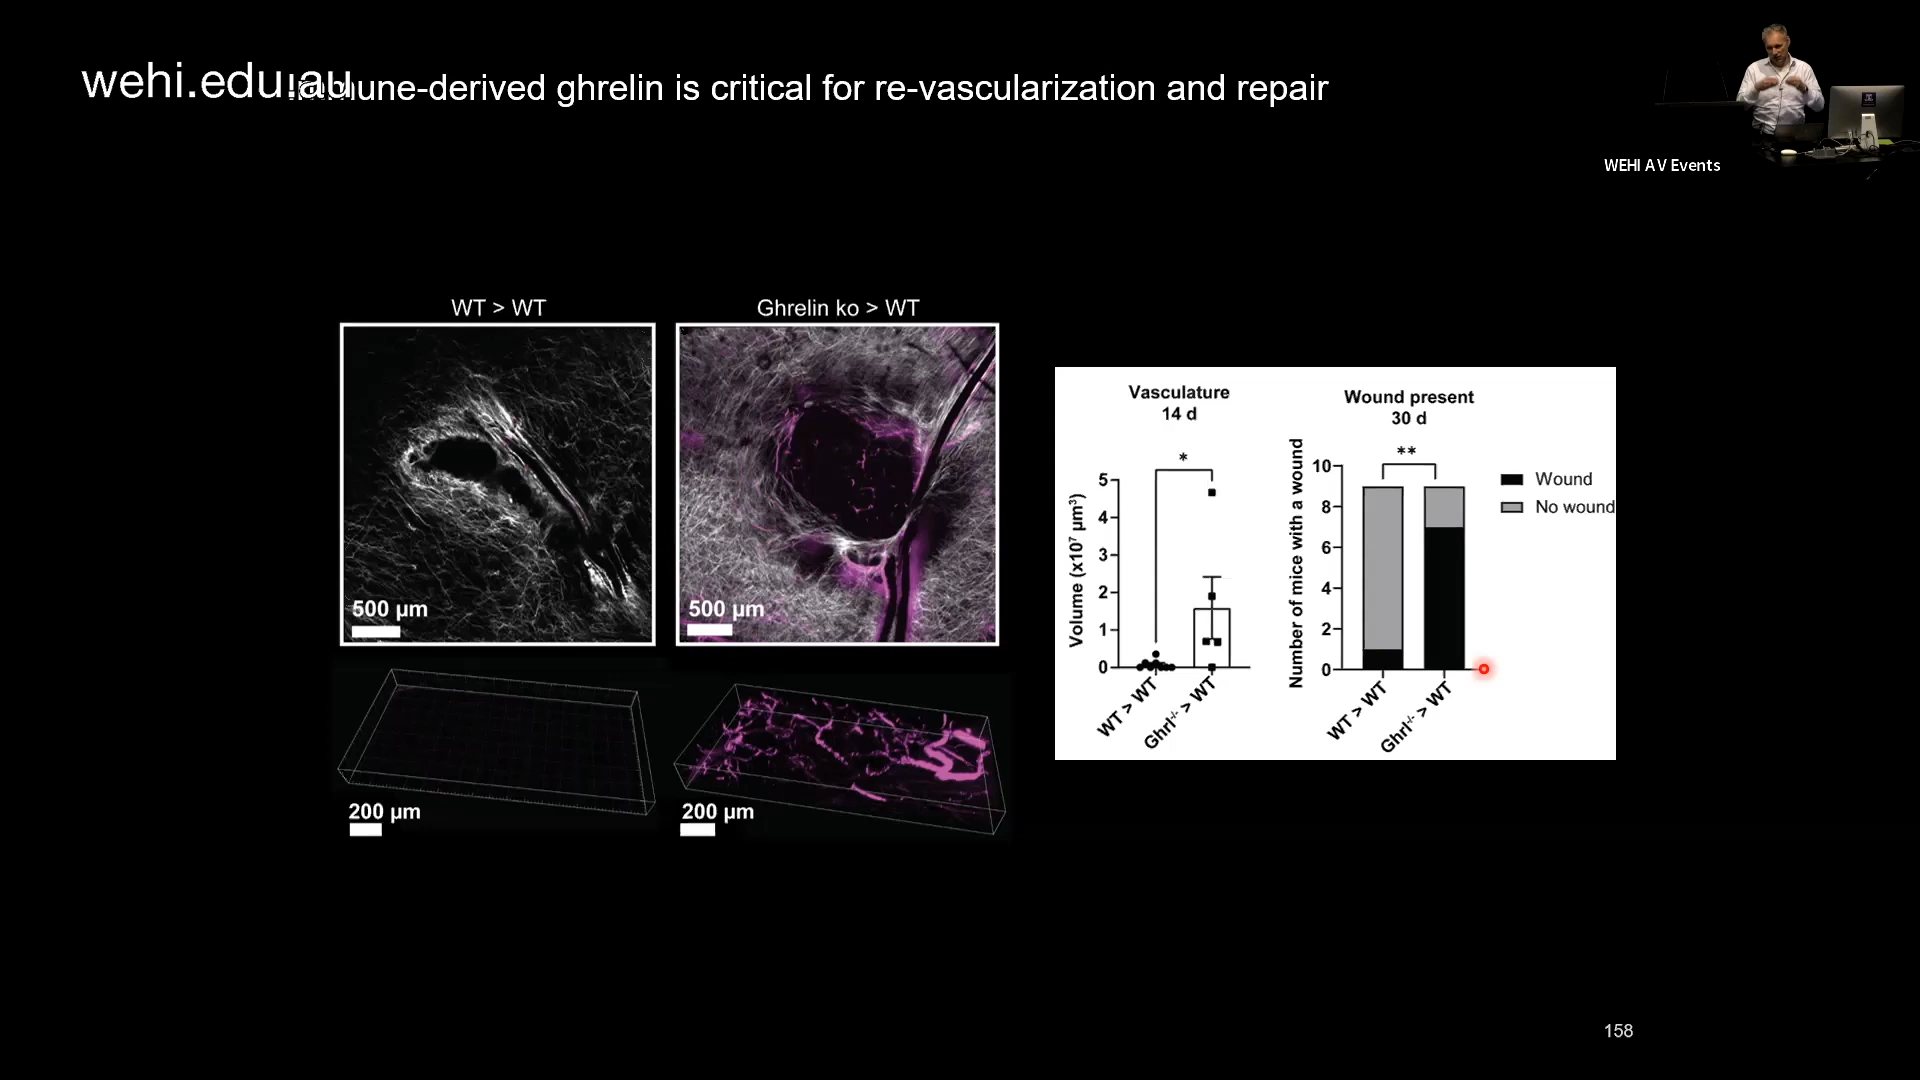 wehi.edu.au
Immune-derived ghrelin is critical for re-vascularization and repair
WEHI AV Events
WT > WT
Ghrelin ko > WT
500 µm
500 µm
200 µm
200 µm
Vasculature
14 d
*
Volume (x10⁷ µm³)
5
4
3
2
1
0
WT > WT
Ghrl⁻/⁻ > WT
Wound present
30 d
**
Number of mice with a wound
10
8
6
4
2
0
WT > WT
Ghrl⁻/⁻ > WT
Wound
No wound
158